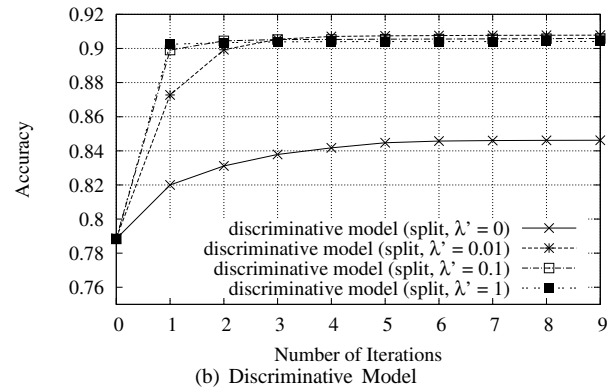 0.92
0.9
0.88
0.86
0.84
0.82
0.8
0.78
0.76
Accuracy
discriminative model (split, λ' = 0)
discriminative model (split, λ' = 0.01)
discriminative model (split, λ' = 0.1)
discriminative model (split, λ' = 1)
0 1 2 3 4 5 6 7 8 9
Number of Iterations
(b) Discriminative Model